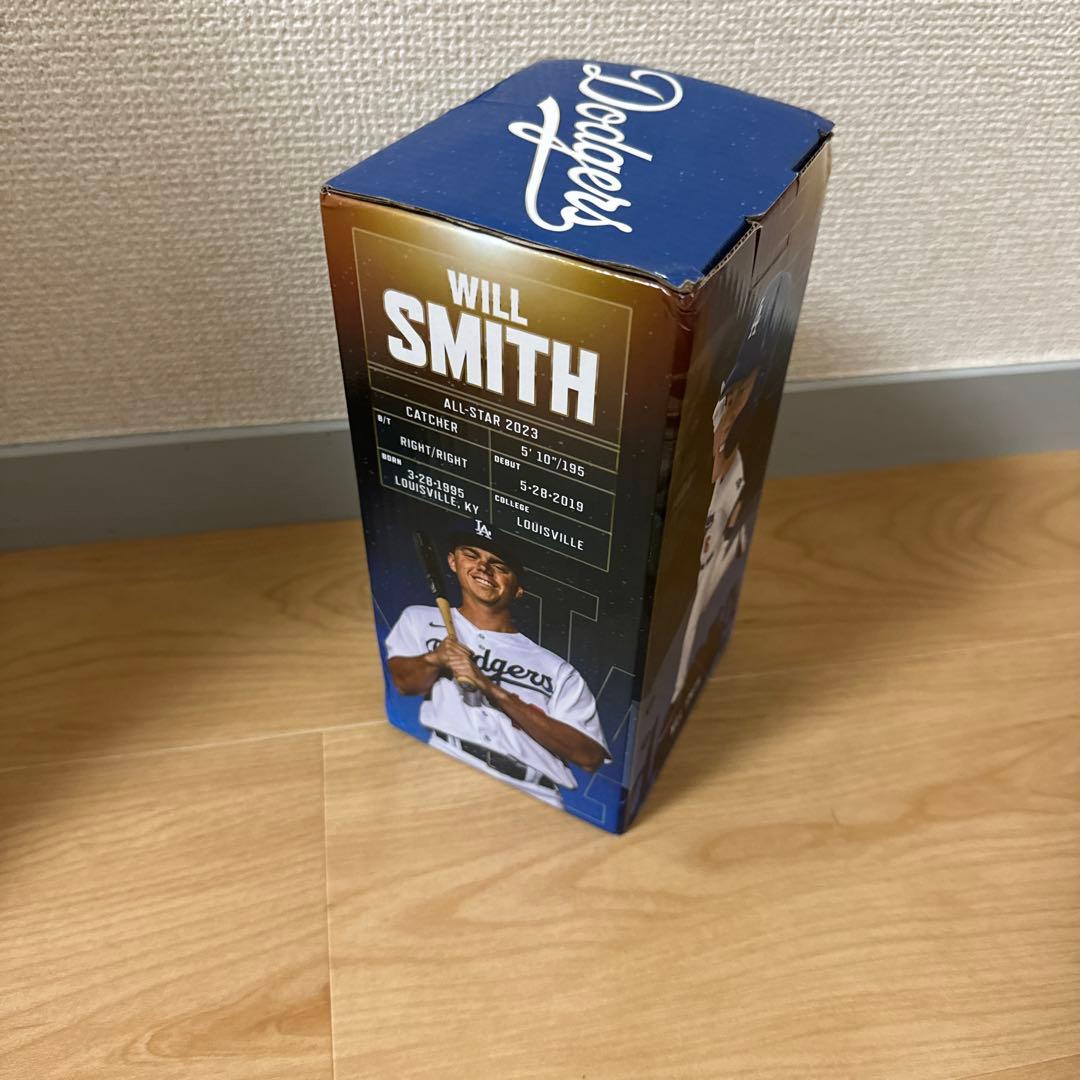 Dodgers
WILL
SMITH
ALL-STAR 2023
CATCHER
5' 10"/195
B/T
RIGHT/RIGHT
DEBUT
5·28·2019
BORN
3·28·1995
LOUISVILLE, KY
COLLEGE
LOUISVILLE
LA
Dodgers
LA